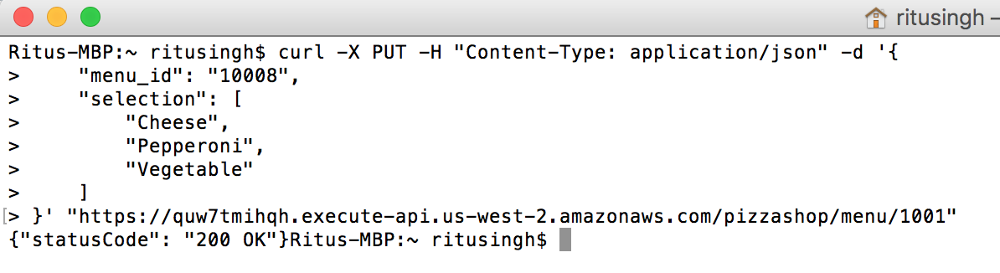 ritusingh —
Ritus-MBP:~ ritusingh$ curl -X PUT -H "Content-Type: application/json" -d '{
>     "menu_id": "10008",
>     "selection": [
>         "Cheese",
>         "Pepperoni",
>         "Vegetable"
>     ]
[> }' "https://quw7tmihqh.execute-api.us-west-2.amazonaws.com/pizzashop/menu/1001"
{"statusCode": "200 OK"}Ritus-MBP:~ ritusingh$